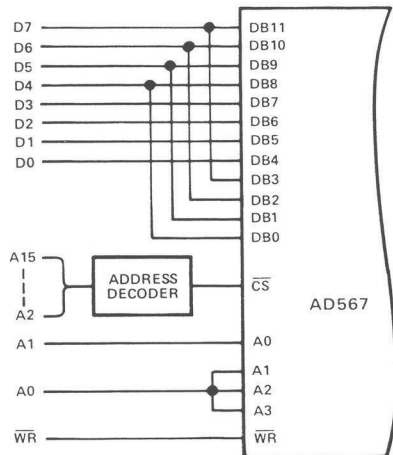 D7 DB11
D6 DB10
D5 DB9
D4 DB8
D3 DB7
D2 DB6
D1 DB5
D0 DB4
DB3
DB2
DB1
DB0
A15
A2
ADDRESS
DECODER
CS
AD567
A1 A0
A0
A1
A2
A3
WR WR